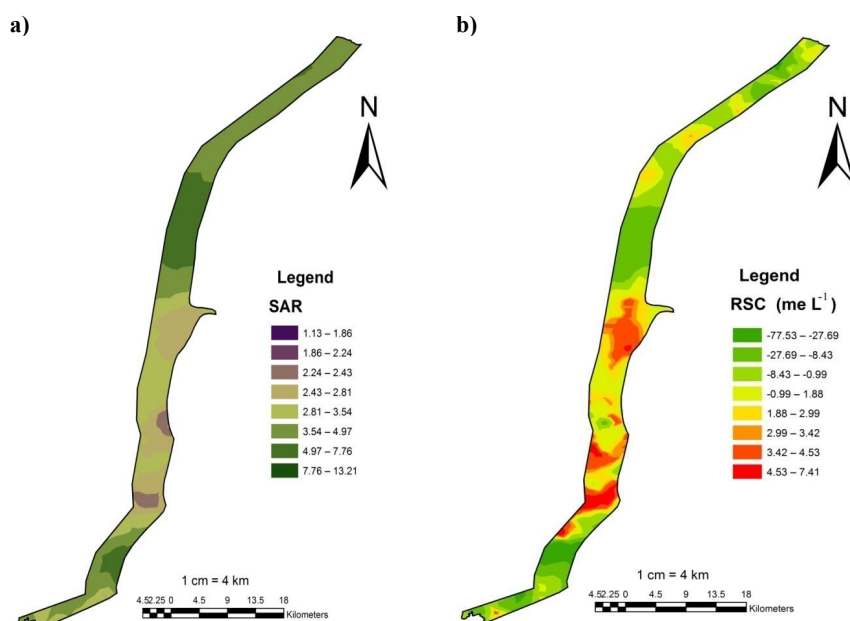 a)
N
Legend
SAR
1.13 – 1.86
1.86 – 2.24
2.24 – 2.43
2.43 – 2.81
2.81 – 3.54
3.54 – 4.97
4.97 – 7.76
7.76 – 13.21
1 cm = 4 km
4.52.25 0 4.5 9 13.5 18
Kilometers
b)
N
Legend
RSC (me L-1)
-77.53 – -27.69
-27.69 – -8.43
-8.43 – -0.99
-0.99 – 1.88
1.88 – 2.99
2.99 – 3.42
3.42 – 4.53
4.53 – 7.41
1 cm = 4 km
4.52.25 0 4.5 9 13.5 18
Kilometers